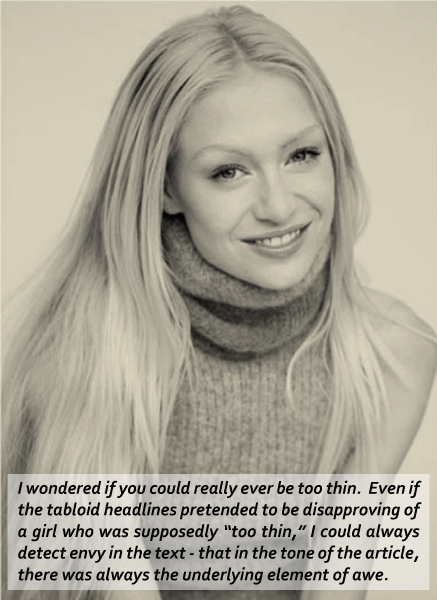 I wondered if you could really ever be too thin. Even if
the tabloid headlines pretended to be disapproving of
a girl who was supposedly “too thin,” I could always
detect envy in the text - that in the tone of the article,
there was always the underlying element of awe.